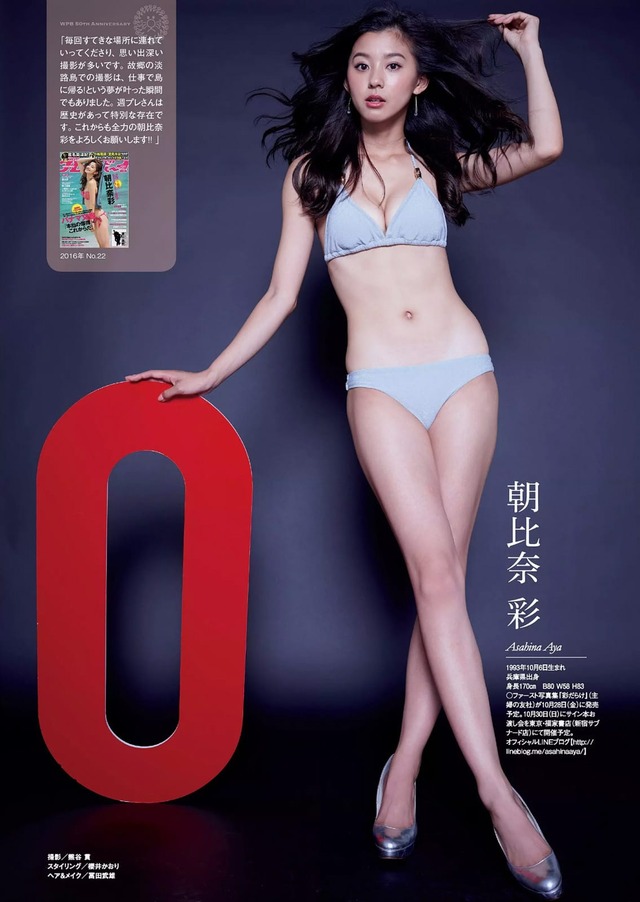 WPB 50TH ANNIVERSARY
「毎回すてきな場所に連れて
いってくださり、思い出深い
撮影が多いです。故郷の淡
路島での撮影は、仕事で島
に帰る!という夢が叶った瞬間
でもありました。週プレさんは
歴史があって特別な存在で
す。これからも全力の朝比奈
彩をよろしくお願いします!!」
朝比奈彩
2016年 No.22
0
朝比奈 彩
Asahina Aya
1993年10月6日生まれ
兵庫県出身
身長170㎝ B80 W58 H83
○ファースト写真集「彩だらけ」(主
婦の友社)が10月28日(金)に発売
予定。10月30日(日)にサイン本お
渡し会を東京・福家書店(新宿サブ
ナード店)にて開催予定。
オフィシャルLINEブログ【http://
lineblog.me/asahinaaya/】
撮影/熊谷 貫
スタイリング/櫻井かおり
ヘア&メイク/冨田武雄